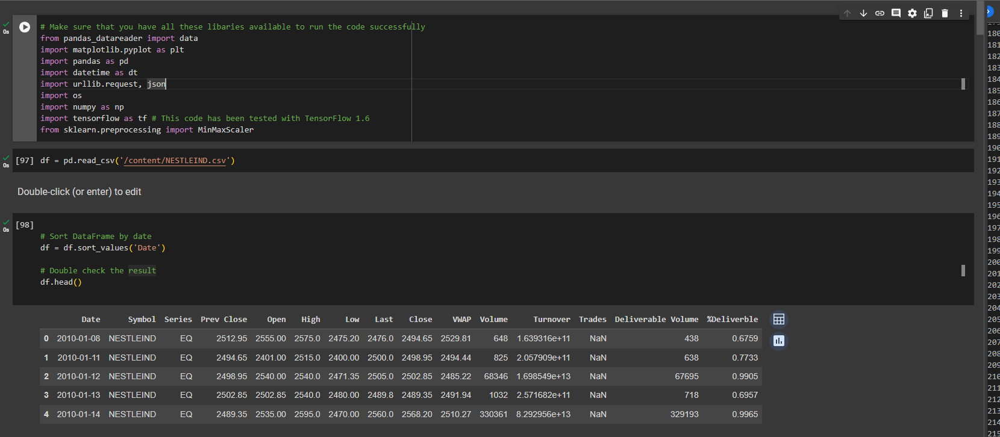 # Make sure that you have all these libaries available to run the code successfully
0s
from pandas_datareader import data
import matplotlib.pyplot as plt
import pandas as pd
import datetime as dt
import urllib.request, json
import os
import numpy as np
import tensorflow as tf # This code has been tested with TensorFlow 1.6
from sklearn.preprocessing import MinMaxScaler
[97] df = pd.read_csv('/content/NESTLEIND.csv')
0s
Double-click (or enter) to edit
[98]
0s
# Sort DataFrame by date
df = df.sort_values('Date')
# Double check the result
df.head()
Date Symbol Series Prev Close Open High Low Last Close VWAP Volume Turnover Trades Deliverable Volume %Deliverble
0 2010-01-08 NESTLEIND EQ 2512.95 2555.00 2575.0 2475.20 2476.0 2494.65 2529.81 648 1.639316e+11 NaN 438 0.6759
1 2010-01-11 NESTLEIND EQ 2494.65 2401.00 2515.0 2400.00 2500.0 2498.95 2494.44 825 2.057909e+11 NaN 638 0.7733
2 2010-01-12 NESTLEIND EQ 2498.95 2540.00 2540.0 2471.35 2505.0 2502.85 2485.22 68346 1.698549e+13 NaN 67695 0.9905
3 2010-01-13 NESTLEIND EQ 2502.85 2502.85 2540.0 2480.00 2489.8 2489.35 2491.94 1032 2.571682e+11 NaN 718 0.6957
4 2010-01-14 NESTLEIND EQ 2489.35 2535.00 2595.0 2470.00 2560.0 2568.20 2510.27 330361 8.292956e+13 NaN 329193 0.9965
180
181
182
183
184
185
186
187
188
189
190
191
192
193
194
195
196
197
198
199
200
201
202
203
204
205
206
207
208
209
210
211
212
213
214
215